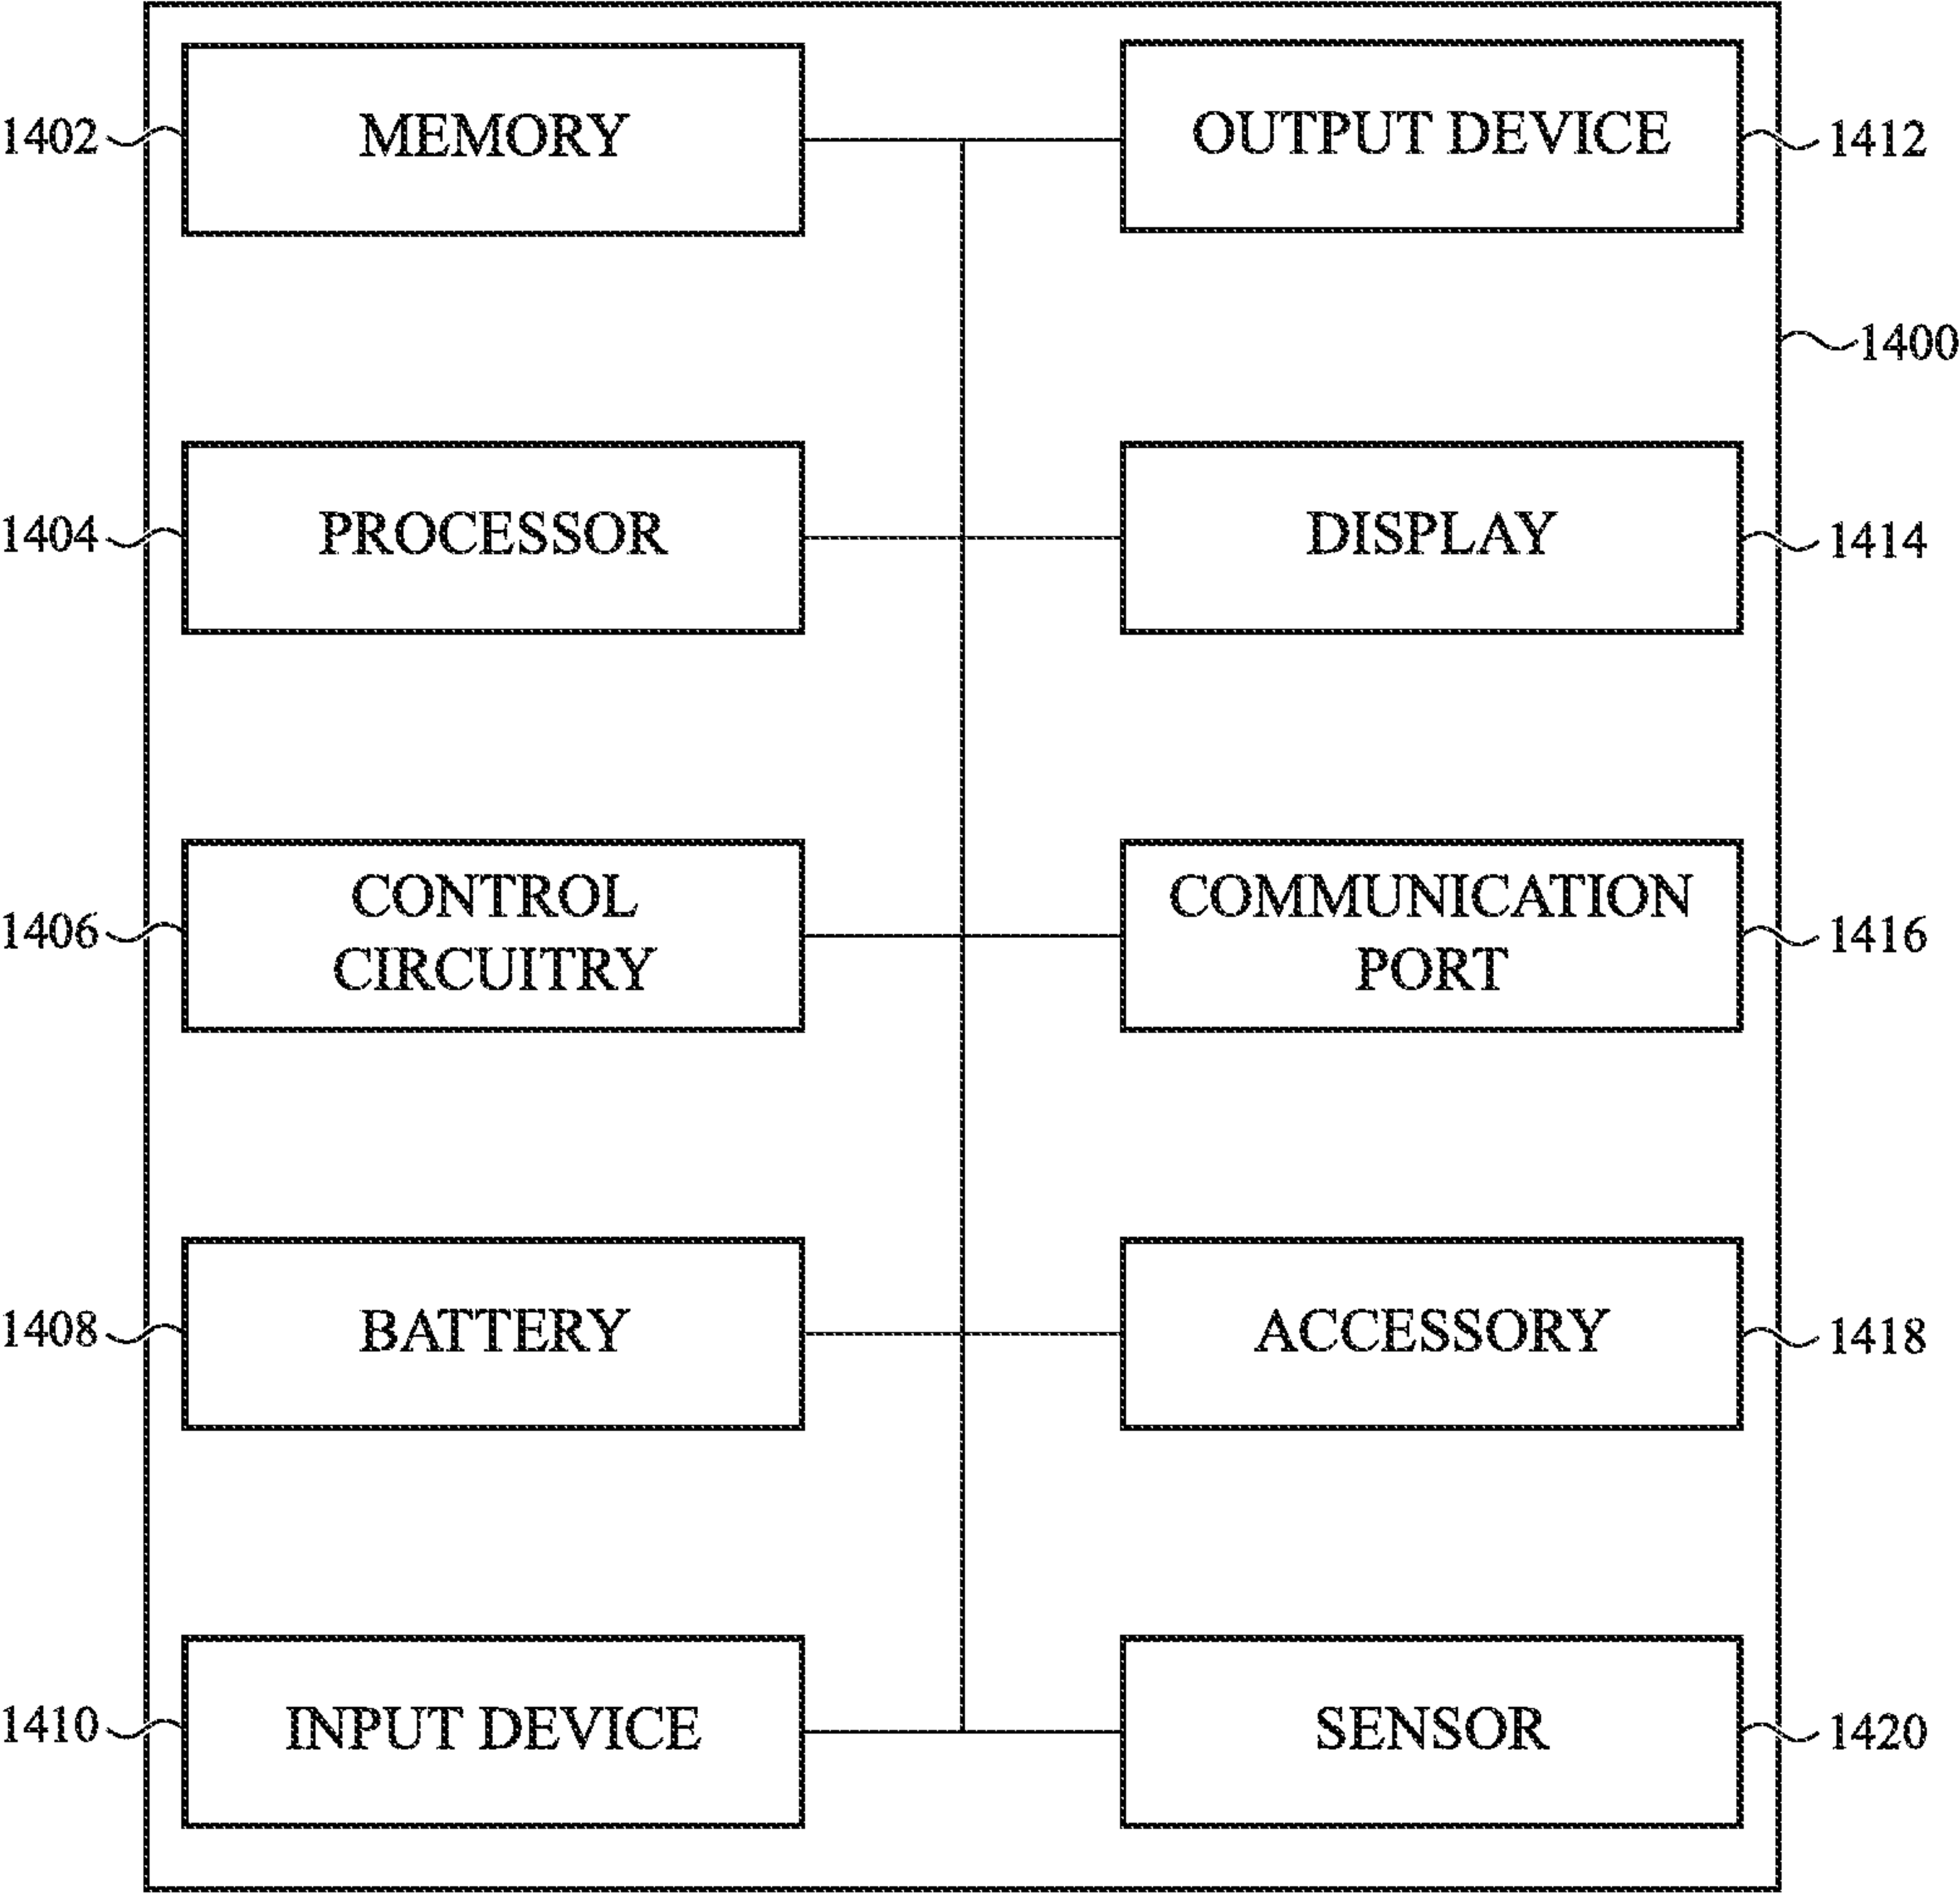 1402
MEMORY
OUTPUT DEVICE
1412
1400
1404
PROCESSOR
DISPLAY
1414
1406
CONTROL
CIRCUITRY
COMMUNICATION
PORT
1416
1408
BATTERY
ACCESSORY
1418
1410
INPUT DEVICE
SENSOR
1420